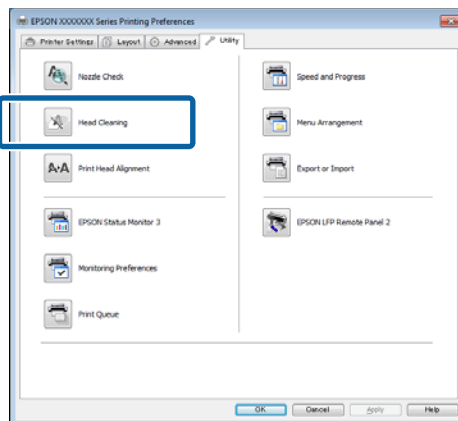 EPSON XXXXXXX Series Printing Preferences
Printer Settings Layout Advanced Utility
Nozzle Check
Speed and Progress
Head Cleaning
Menu Arrangement
Print Head Alignment
Export or Import
EPSON Status Monitor 3
EPSON LFP Remote Panel 2
Monitoring Preferences
Print Queue
OK Cancel Apply Help